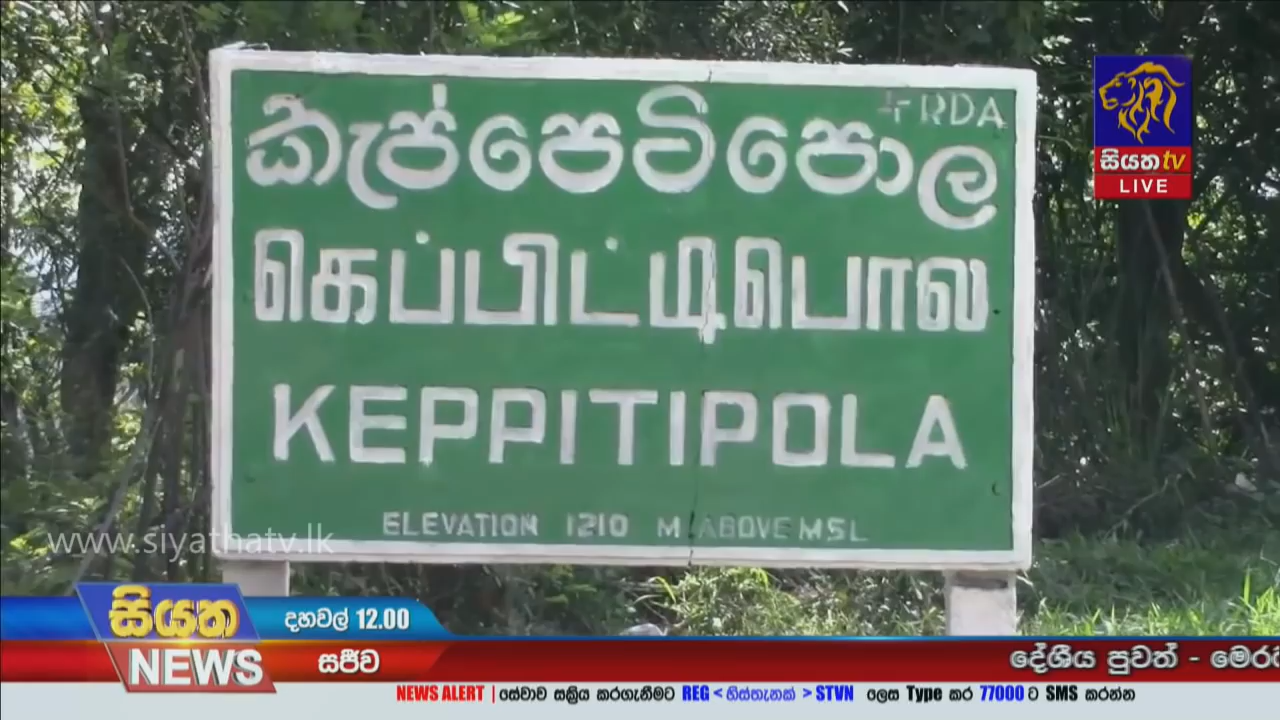 RDA
කැප්පෙටිපොල
கெப்பிட்டிபொல
KEPPITIPOLA
ELEVATION 1210 M ABOVE MSL
සියත tv
LIVE
www.siyathatv.lk
සියත
දහවල් 12.00
NEWS
සජීව
දේශීය පුවත් -
NEWS ALERT | සේවාව සක්‍රිය කරගැනීමට REG < හිස්තැනක් > STVN ලෙස Type කර 77000 ට SMS කරන්න